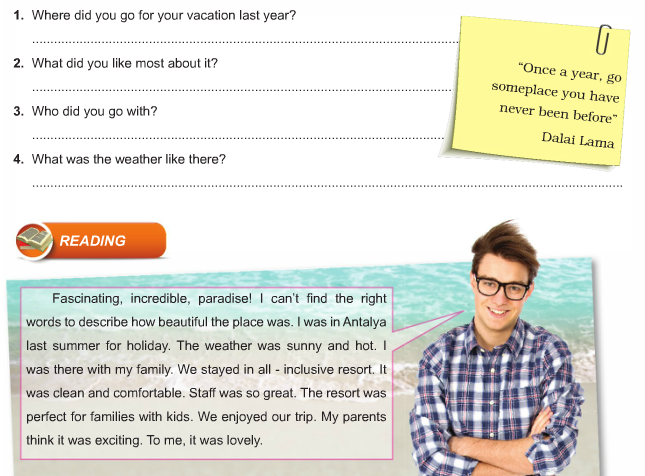 1. Where did you go for your vacation last year?
2. What did you like most about it?
3. Who did you go with?
4. What was the weather like there?
“Once a year, go
someplace you have
never been before”
Dalai Lama
READING
Fascinating, incredible, paradise! I can’t find the right
words to describe how beautiful the place was. I was in Antalya
last summer for holiday. The weather was sunny and hot. I
was there with my family. We stayed in all - inclusive resort. It
was clean and comfortable. Staff was so great. The resort was
perfect for families with kids. We enjoyed our trip. My parents
think it was exciting. To me, it was lovely.